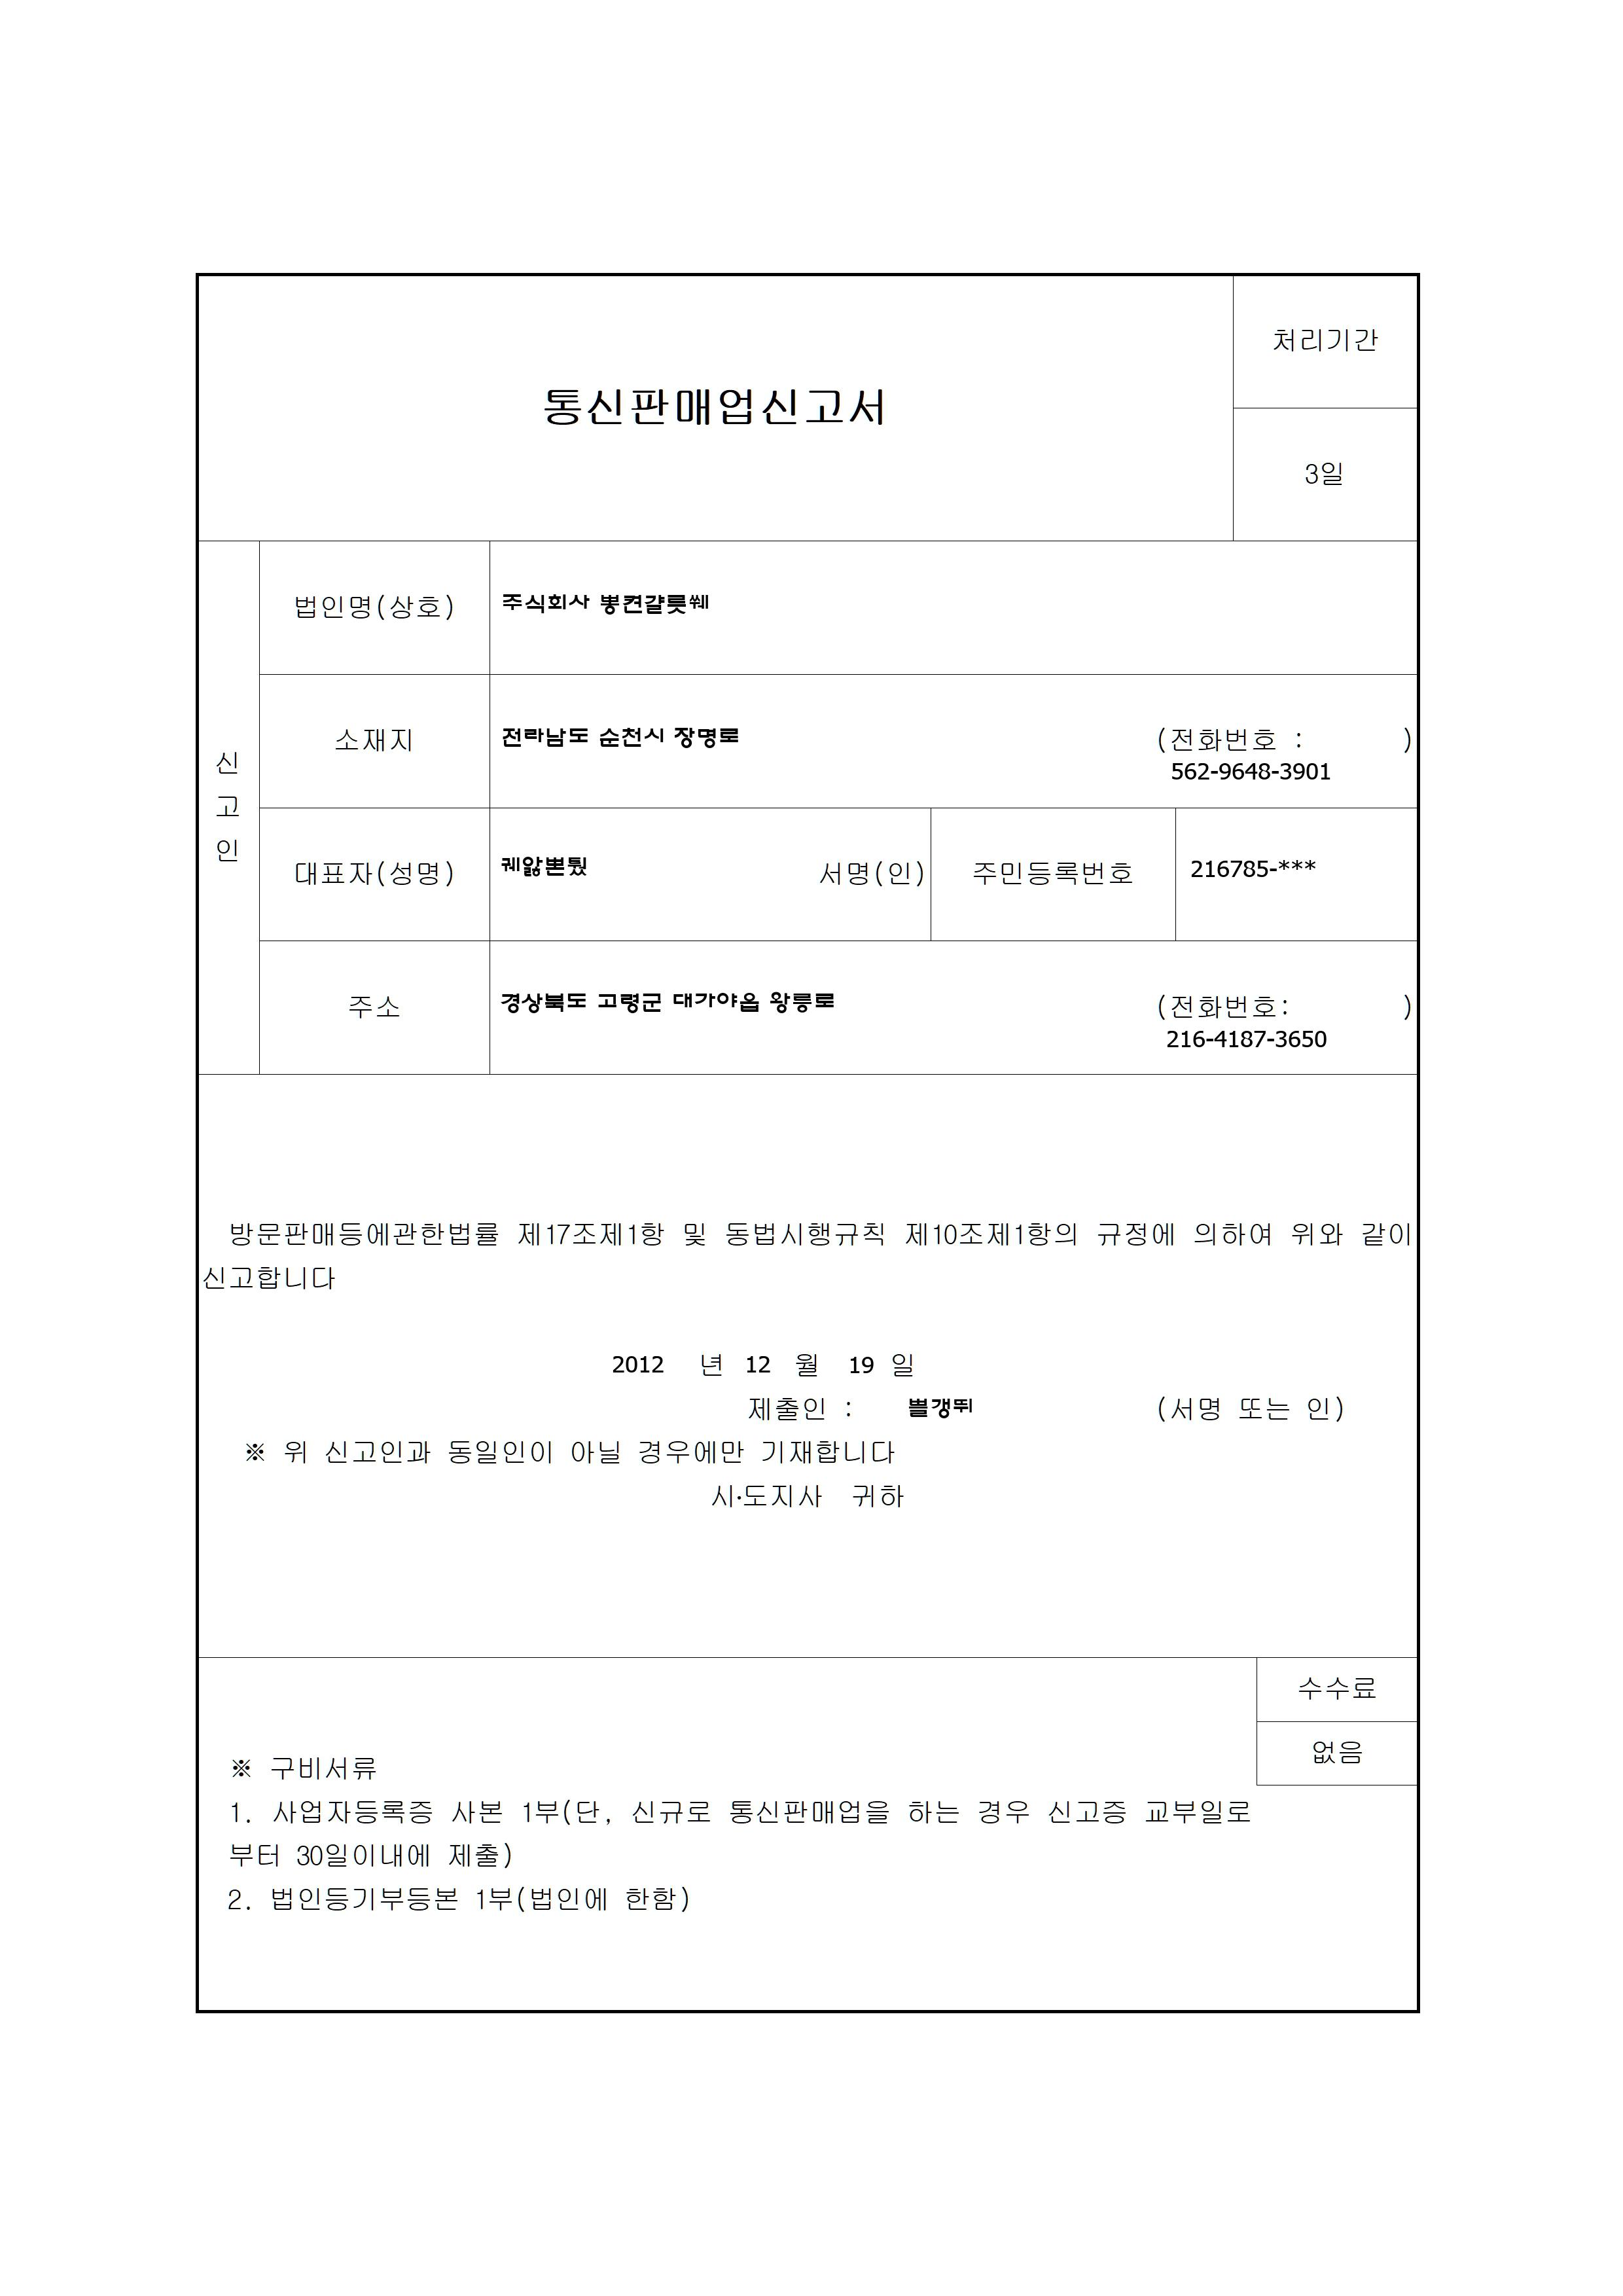 통신판매업신고서
처리기간
3일
신고인
법인명(상호)
주식회사 봏켠걀릇쒜
소재지
전라남도 순천시 장명로
(전화번호 : )
562-9648-3901
대표자(성명)
서명(인)
주민등록번호
216785-***
주소
경상북도 고령군 대가야읍 왕릉로
(전화번호: )
216-4187-3650
방문판매등에관한법률 제17조제1항 및 동법시행규칙 제10조제1항의 규정에 의하여 위와 같이
신고합니다
2012 년 12 월 19 일
제출인 : 쁠갱뛰 (서명 또는 인)
※ 위 신고인과 동일인이 아닐 경우에만 기재합니다
시·도지사 귀하
수수료
없음
※ 구비서류
1. 사업자등록증 사본 1부(단, 신규로 통신판매업을 하는 경우 신고증 교부일로
부터 30일이내에 제출)
2. 법인등기부등본 1부(법인에 한함)